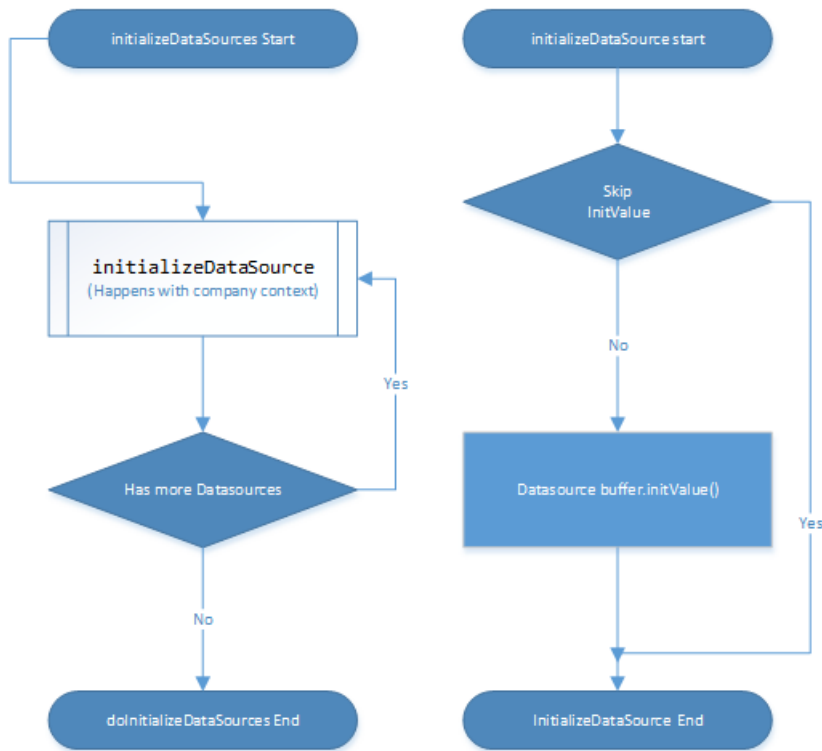 initializeDataSources Start
initializeDataSource
(Happens with company context)
Yes
Has more Datasources
No
doInitializeDataSources End
initializeDataSource start
Skip
InitValue
No
Datasource buffer.initValue()
Yes
InitializeDataSource End